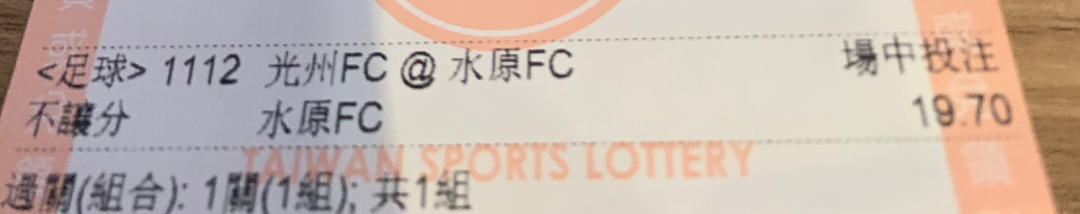 <足球> 1112 光州FC @ 水原FC 場中投注
不讓分 水原FC 19.70
TAIWAN SPORTS LOTTERY
過關(組合): 1關(1組); 共1組